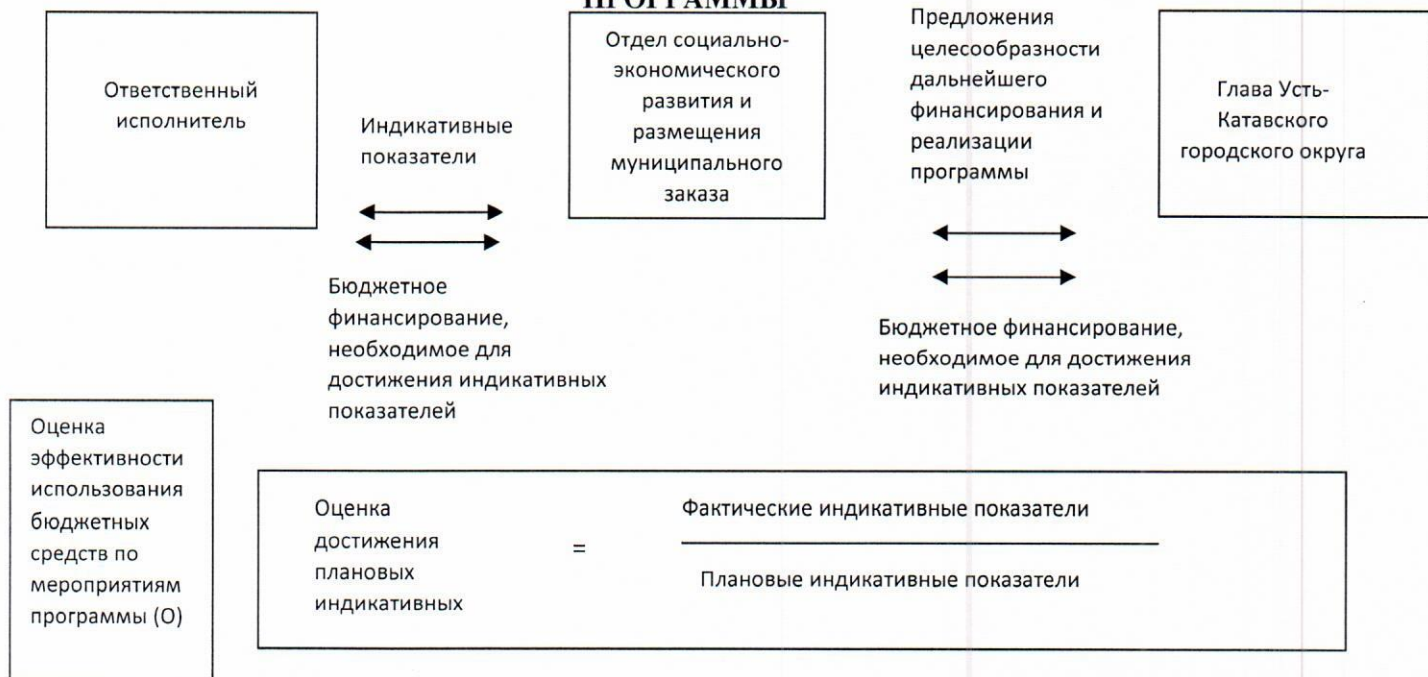 ПРОГРАММЫ
Ответственный
исполнитель
Индикативные
показатели
Бюджетное
финансирование,
необходимое для
достижения индикативных
показателей
Отдел социально-
экономического
развития и
размещения
муниципального
заказа
Предложения
целесообразности
дальнейшего
финансирования и
реализации
программы
Бюджетное финансирование,
необходимое для достижения
индикативных показателей
Глава Усть-
Катавского
городского округа
Оценка
эффективности
использования
бюджетных
средств по
мероприятиям
программы (О)
Оценка
достижения
плановых
индикативных
=
Фактические индикативные показатели
Плановые индикативные показатели